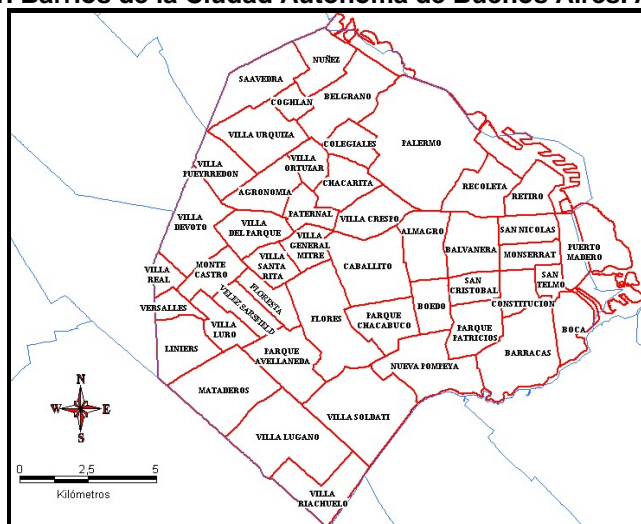 Barrios de la Ciudad Autónoma de Buenos Aires.
NUÑEZ
SAAVEDRA
BELGRANO
COGHLAN
VILLA URQUIZA
COLEGIALES
PALERMO
VILLA
PUEYRREDON
VILLA
ORTUZAR
CHACARITA
AGRONOMIA
RECOLETA
RETIRO
PATERNAL
VILLA CRESPO
VILLA
DEVOTO
VILLA
DEL PARQUE
VILLA
GENERAL
MITRE
ALMAGRO
SAN NICOLAS
BALVANERA
MONSERRAT
PUERTO
MADERO
VILLA
SANTA
RITA
CABALLITO
MONTE
CASTRO
VILLA
REAL
SAN
TELMO
SAN
CRISTOBAL
VERSALLES
FLORESTA
VELEZ SARSFIELD
BOEDO
CONSTITUCION
FLORES
PARQUE
CHACABUCO
VILLA
LURO
PARQUE
PATRICIOS
BOCA
LINIERS
PARQUE
AVELLANEDA
BARRACAS
NUEVA POMPEYA
MATADEROS
VILLA SOLDATI
VILLA LUGANO
VILLA
RIACHUELO
N
W E
S
0 2,5 5
Kilómetros